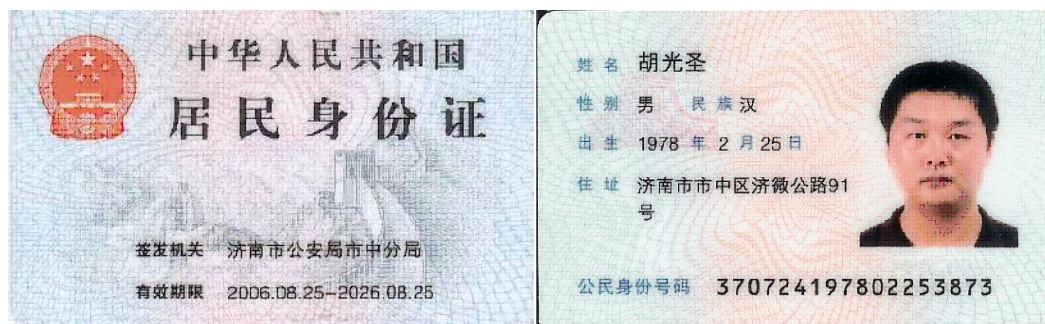 中华人民共和国
居民身份证
签发机关 济南市公安局市中分局
有效期限 2006.08.25-2026.08.25
姓名 胡光圣
性别 男 民族 汉
出生 1978 年 2 月 25 日
住址 济南市市中区济微公路91
号
公民身份号码 370724197802253873